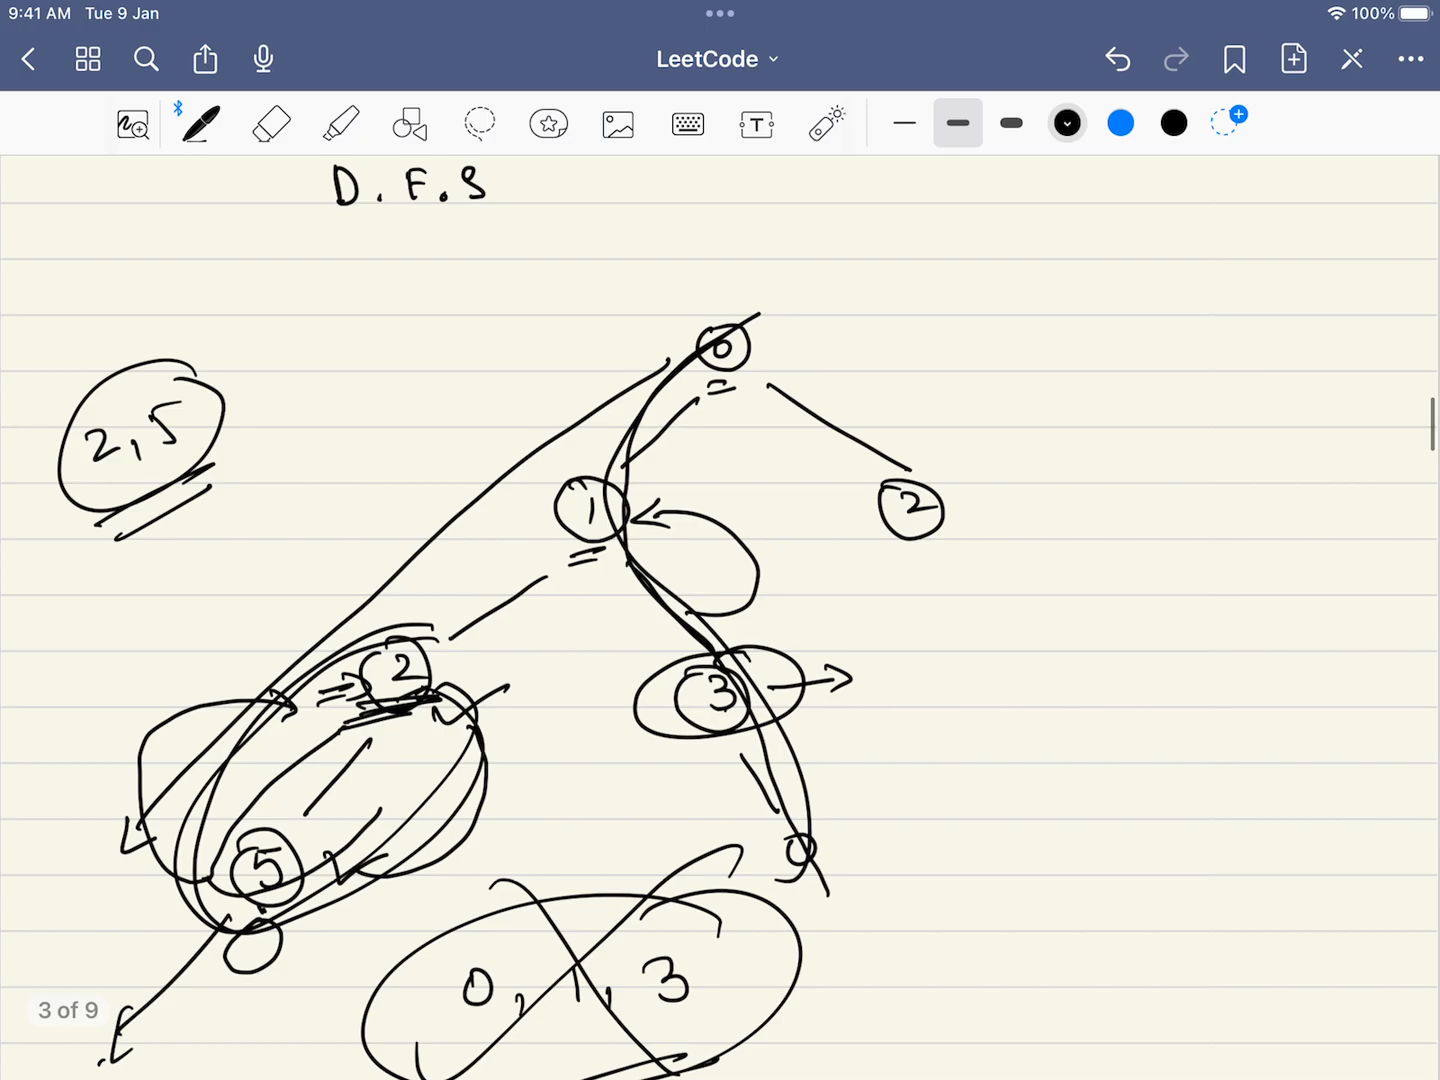 9:41 AM Tue 9 Jan 100%
LeetCode
T
D . F . S
0
2, 5
1
2
2
3
5
0, 1, 3
3 of 9